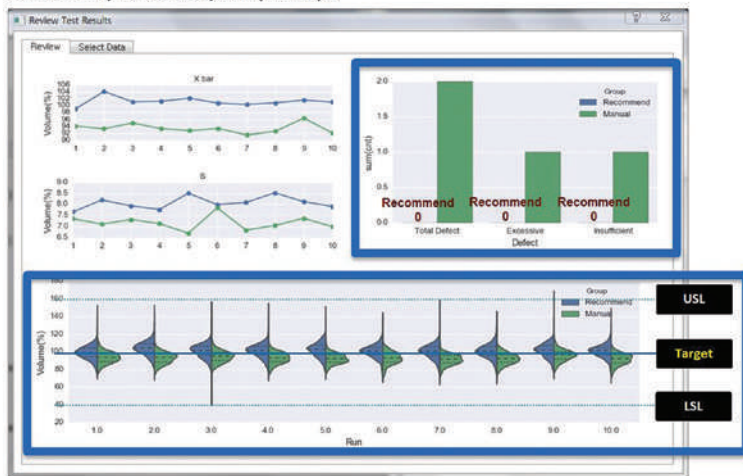 Review Test Results
Review
Select Data
X bar
Volume(%)
106
104
102
100
98
96
94
92
90
1 2 3 4 5 6 7 8 9 10
S
Volume(%)
9.0
8.5
8.0
7.5
7.0
6.5
1 2 3 4 5 6 7 8 9 10
sum(cnt)
2.0
1.5
1.0
0.5
0.0
Group
Recommend
Manual
Recommend Recommend Recommend
0 0 0
Total Defect Excessive Insufficient
Defect
Volume(%)
180
160
140
120
100
80
60
40
20
Group
Recommend
Manual
USL
Target
LSL
1.0 2.0 3.0 4.0 5.0 6.0 7.0 8.0 9.0 10.0
Run